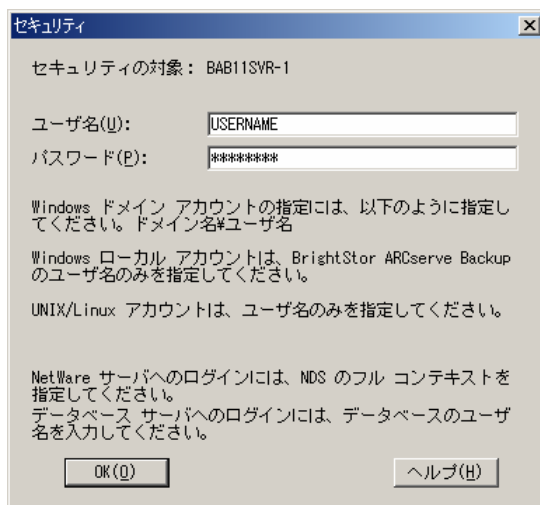 セキュリティ
セキュリティの対象： BAB11SVR-1
ユーザ名(U): USERNAME
パスワード(P): ********
Windows ドメイン アカウントの指定には、以下のように指定し
てください。ドメイン名¥ユーザ名
Windows ローカル アカウントは、BrightStor ARCserve Backup
のユーザ名のみを指定してください。
UNIX/Linux アカウントは、ユーザ名のみを指定してください。
NetWare サーバへのログインには、NDS のフル コンテキストを
指定してください。
データベース サーバへのログインには、データベースのユーザ
名を入力してください。
OK(O) ヘルプ(H)